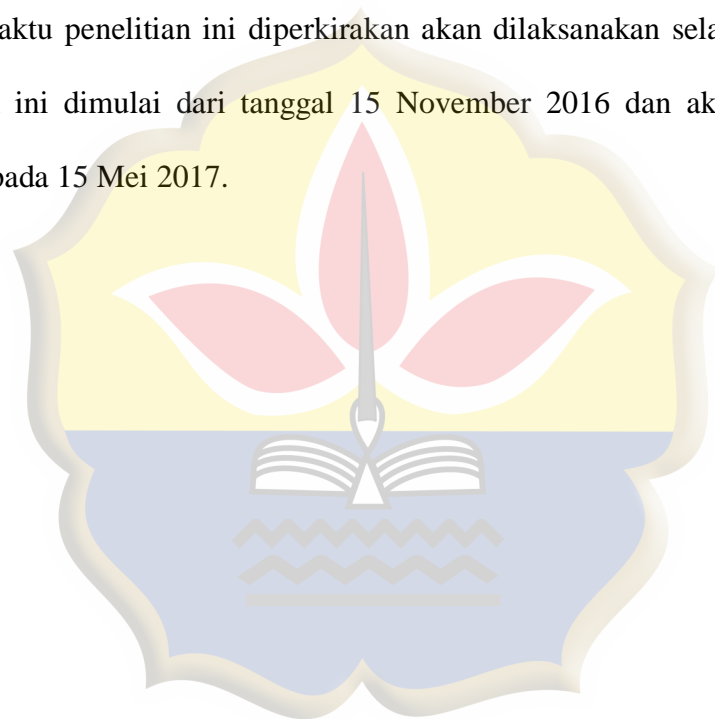 aktu penelitian ini diperkirakan akan dilaksanakan sela
ini dimulai dari tanggal 15 November 2016 dan ak
pada 15 Mei 2017.